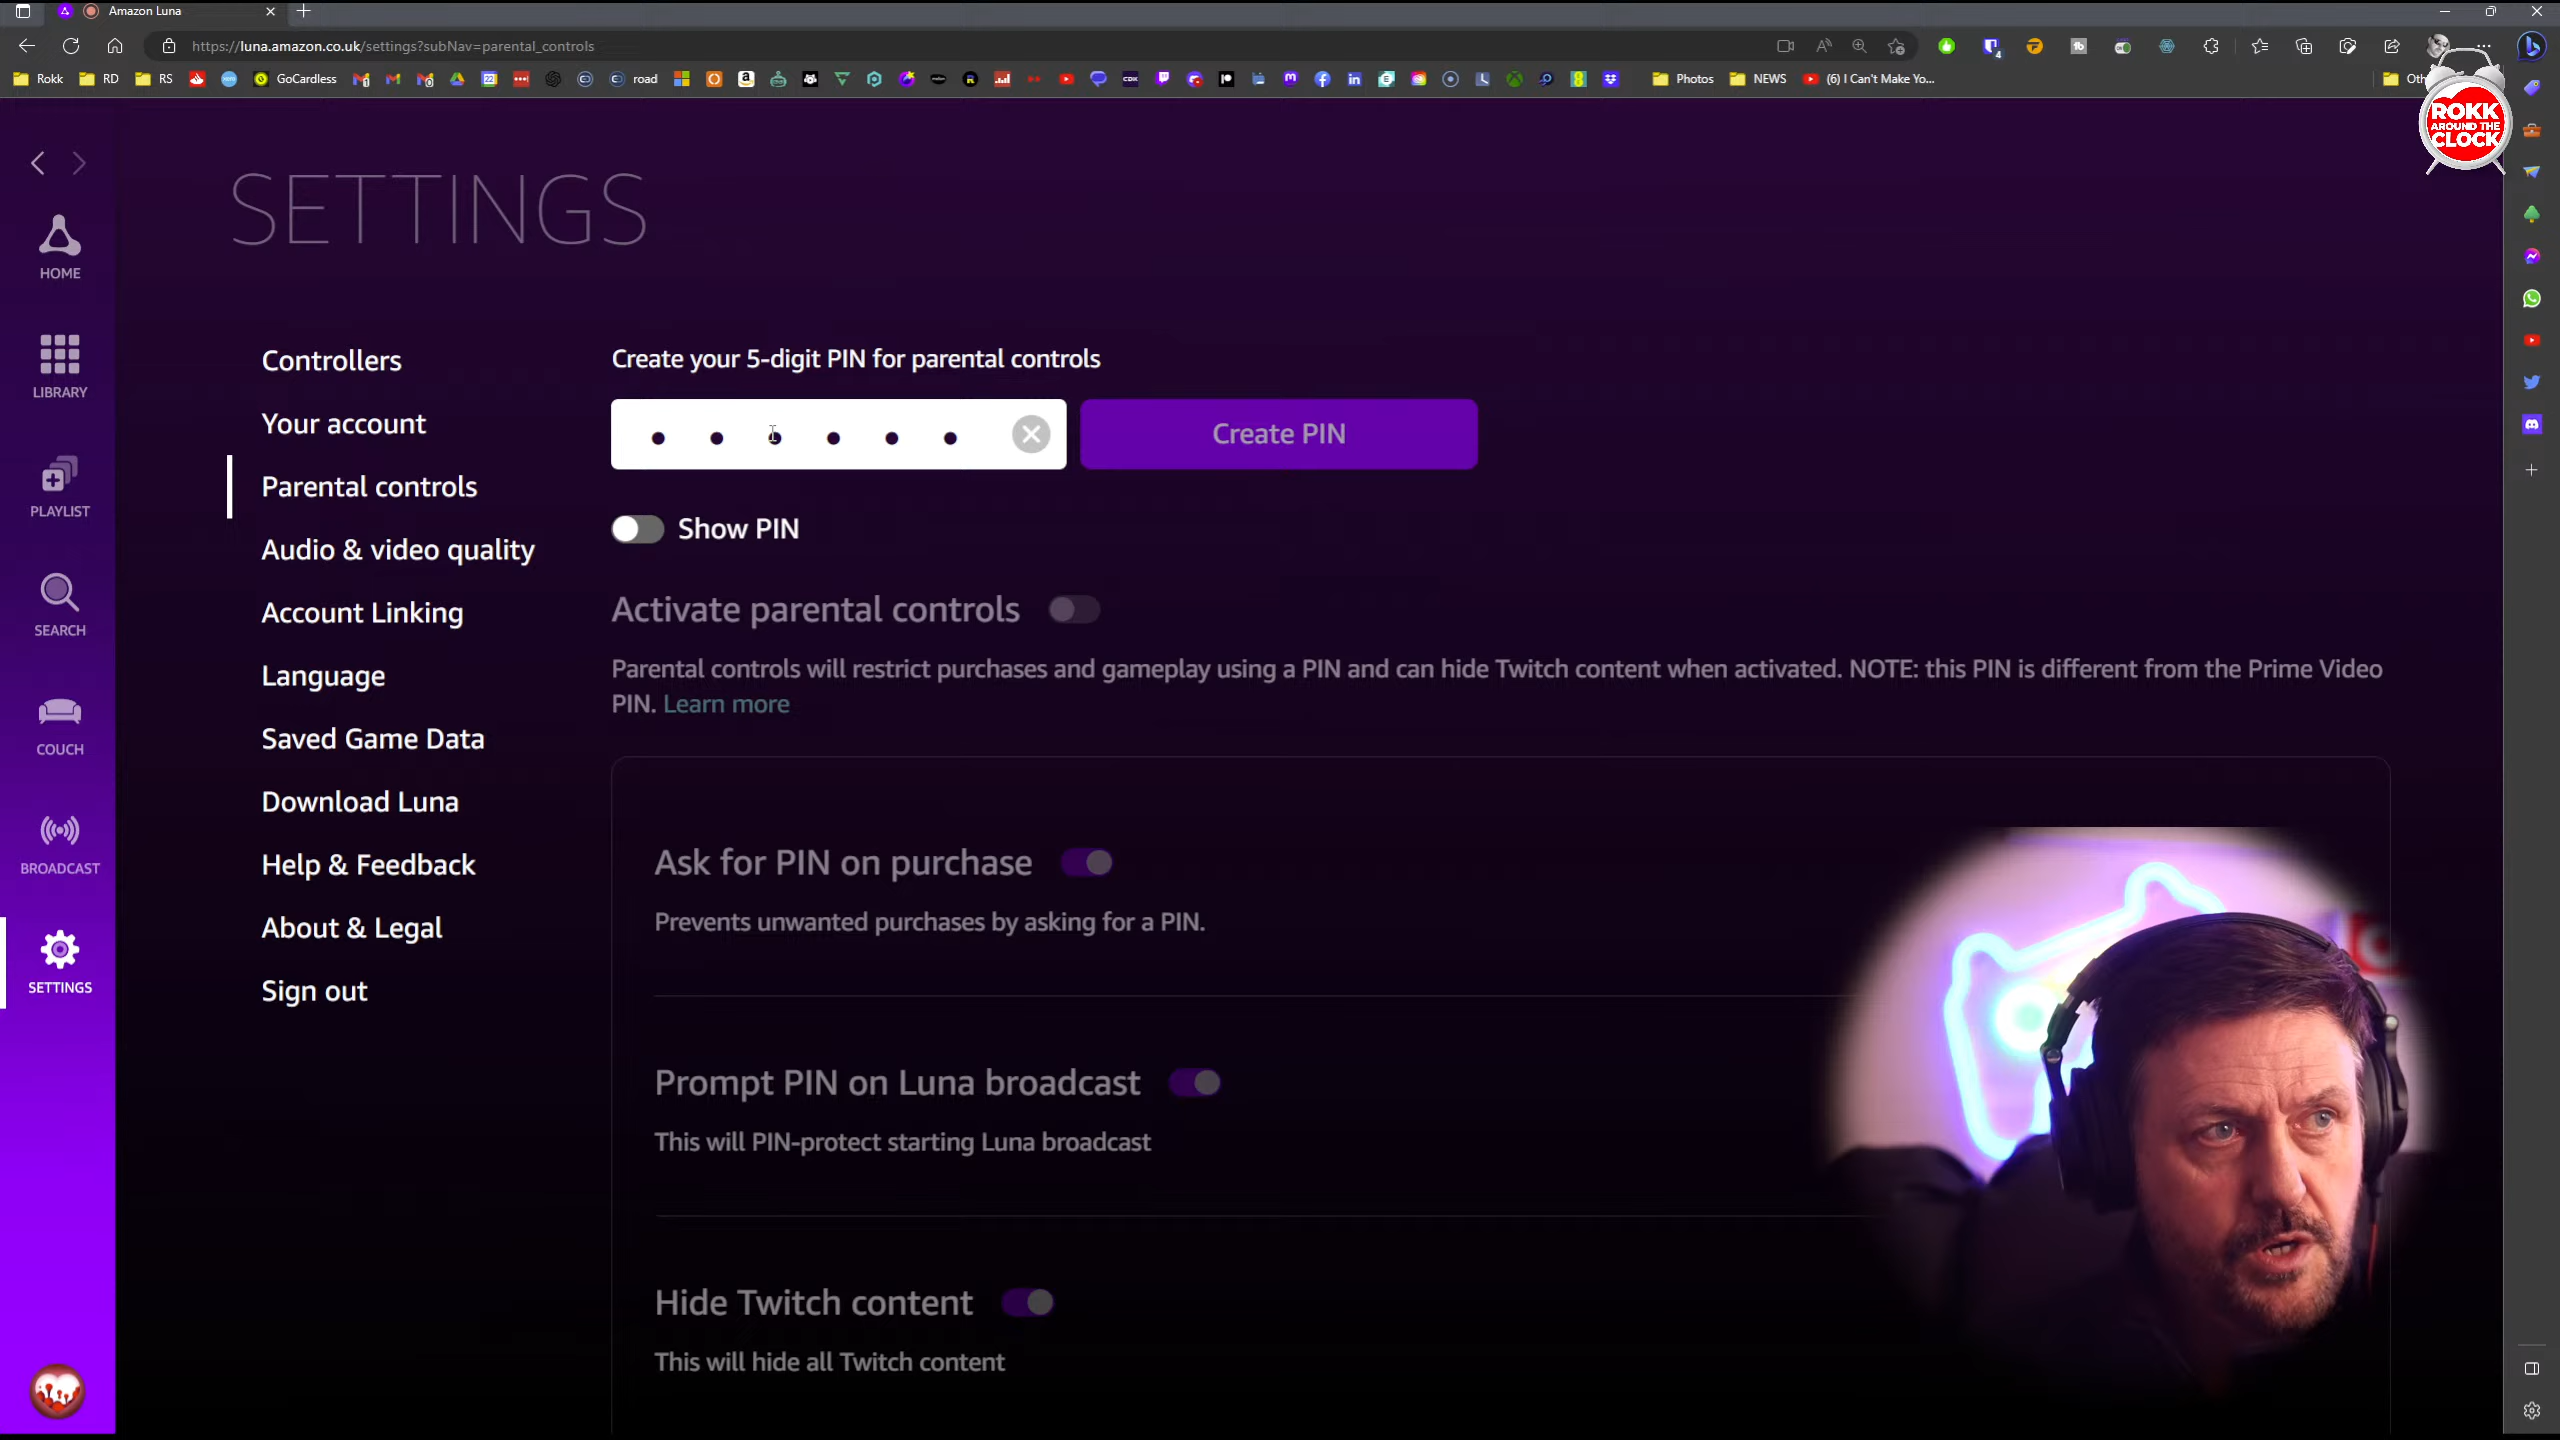 Amazon Luna
https://luna.amazon.co.uk/settings?subNav=parental_controls
Rokk
RD
RS
GoCardless
road
Photos
NEWS
(6) I Can't Make Yo...
ROKK
AROUND THE
CLOCK
SETTINGS
HOME
LIBRARY
PLAYLIST
SEARCH
COUCH
BROADCAST
SETTINGS
Controllers
Your account
Parental controls
Audio & video quality
Account Linking
Language
Saved Game Data
Download Luna
Help & Feedback
About & Legal
Sign out
Create your 5-digit PIN for parental controls
Create PIN
Show PIN
Activate parental controls
Parental controls will restrict purchases and gameplay using a PIN and can hide Twitch content when activated. NOTE: this PIN is different from the Prime Video
PIN. Learn more
Ask for PIN on purchase
Prevents unwanted purchases by asking for a PIN.
Prompt PIN on Luna broadcast
This will PIN-protect starting Luna broadcast
Hide Twitch content
This will hide all Twitch content